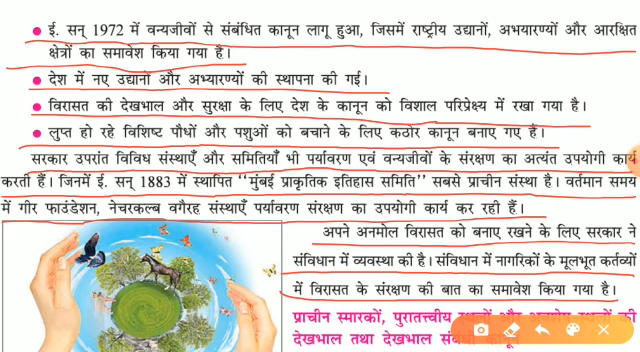 ● ई. सन् 1972 में वन्यजीवों से संबंधित कानून लागू हुआ, जिसमें राष्ट्रीय उद्यानों, अभयारण्यों और आरक्षित
क्षेत्रों का समावेश किया गया है।
● देश में नए उद्यानों और अभ्यारण्यों की स्थापना की गई।
● विरासत की देखभाल और सुरक्षा के लिए देश के कानून को विशाल परिप्रेक्ष्य में रखा गया है।
● लुप्त हो रहे विशिष्ट पौधों और पशुओं को बचाने के लिए कठोर कानून बनाए गए हैं।
सरकार उपरांत विविध संस्थाएँ और समितियाँ भी पर्यावरण एवं वन्यजीवों के संरक्षण का अत्यंत उपयोगी कार्य
करती हैं। जिनमें ई. सन् 1883 में स्थापित "मुंबई प्राकृतिक इतिहास समिति" सबसे प्राचीन संस्था है। वर्तमान समय
में गीर फाउंडेशन, नेचरकल्ब वगैरह संस्थाएँ पर्यावरण संरक्षण का उपयोगी कार्य कर रही हैं।
अपने अनमोल विरासत को बनाए रखने के लिए सरकार ने
संविधान में व्यवस्था की है। संविधान में नागरिकों के मूलभूत कर्तव्यों
में विरासत के संरक्षण की बात का समावेश किया गया है।
प्राचीन स्मारकों, पुरातत्त्वीय स्थलों और की
देखभाल तथा देखभाल